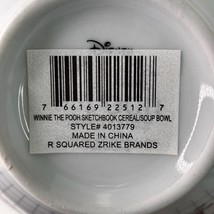 Disney
7 66169 22512 7
WINNIE THE POOH SKETCHBOOK CEREAL/SOUP BOWL
STYLE# 4013779
MADE IN CHINA
R SQUARED ZRIKE BRANDS